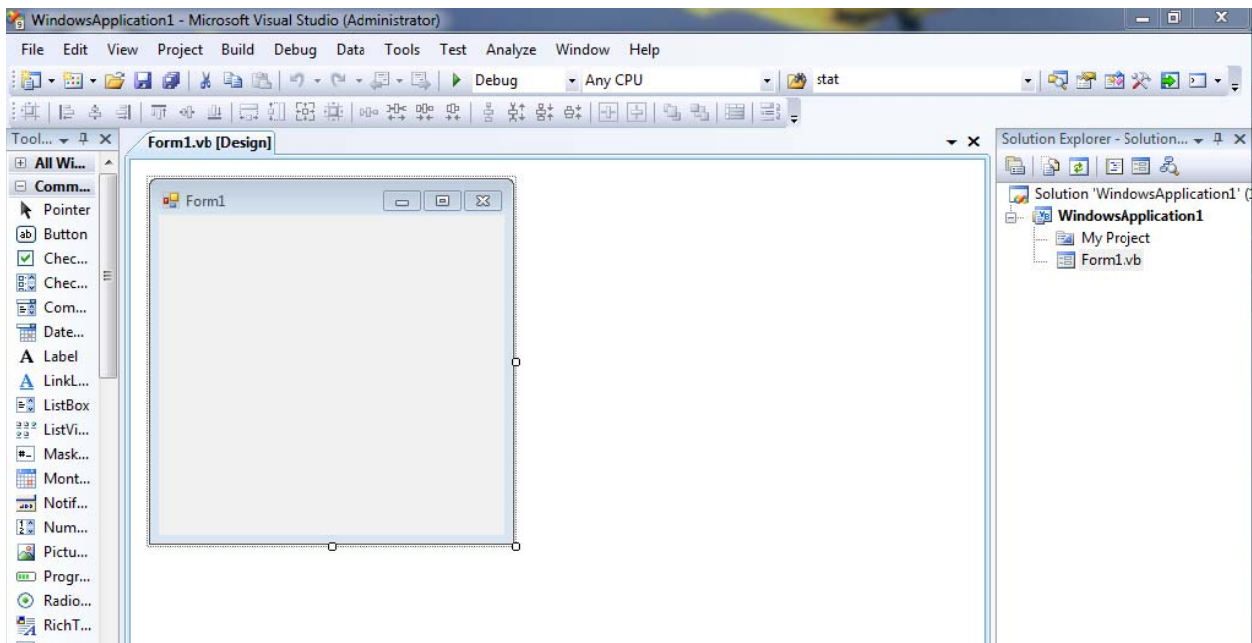 WindowsApplication1 - Microsoft Visual Studio (Administrator)
File Edit View Project Build Debug Data Tools Test Analyze Window Help
Debug Any CPU stat
Tool...
Form1.vb [Design]
Solution Explorer - Solution...
All Wi...
Comm...
Pointer
Button
Chec...
Chec...
Com...
Date...
Label
LinkL...
ListBox
ListVi...
Mask...
Mont...
Notif...
Num...
Pictu...
Progr...
Radio...
RichT...
Form1
Solution 'WindowsApplication1' (
WindowsApplication1
My Project
Form1.vb